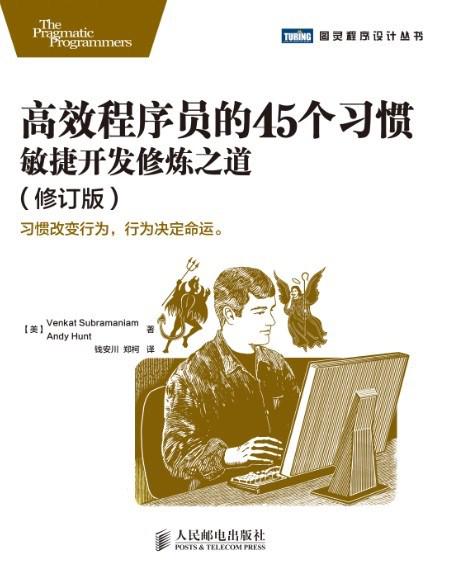 The
Pragmatic
Programmers
TURING 图灵程序设计丛书
高效程序员的45个习惯
敏捷开发修炼之道
(修订版)
习惯改变行为，行为决定命运。
【美】 Venkat Subramaniam 著
Andy Hunt
钱安川 郑柯 译
人民邮电出版社
POSTS & TELECOM PRESS